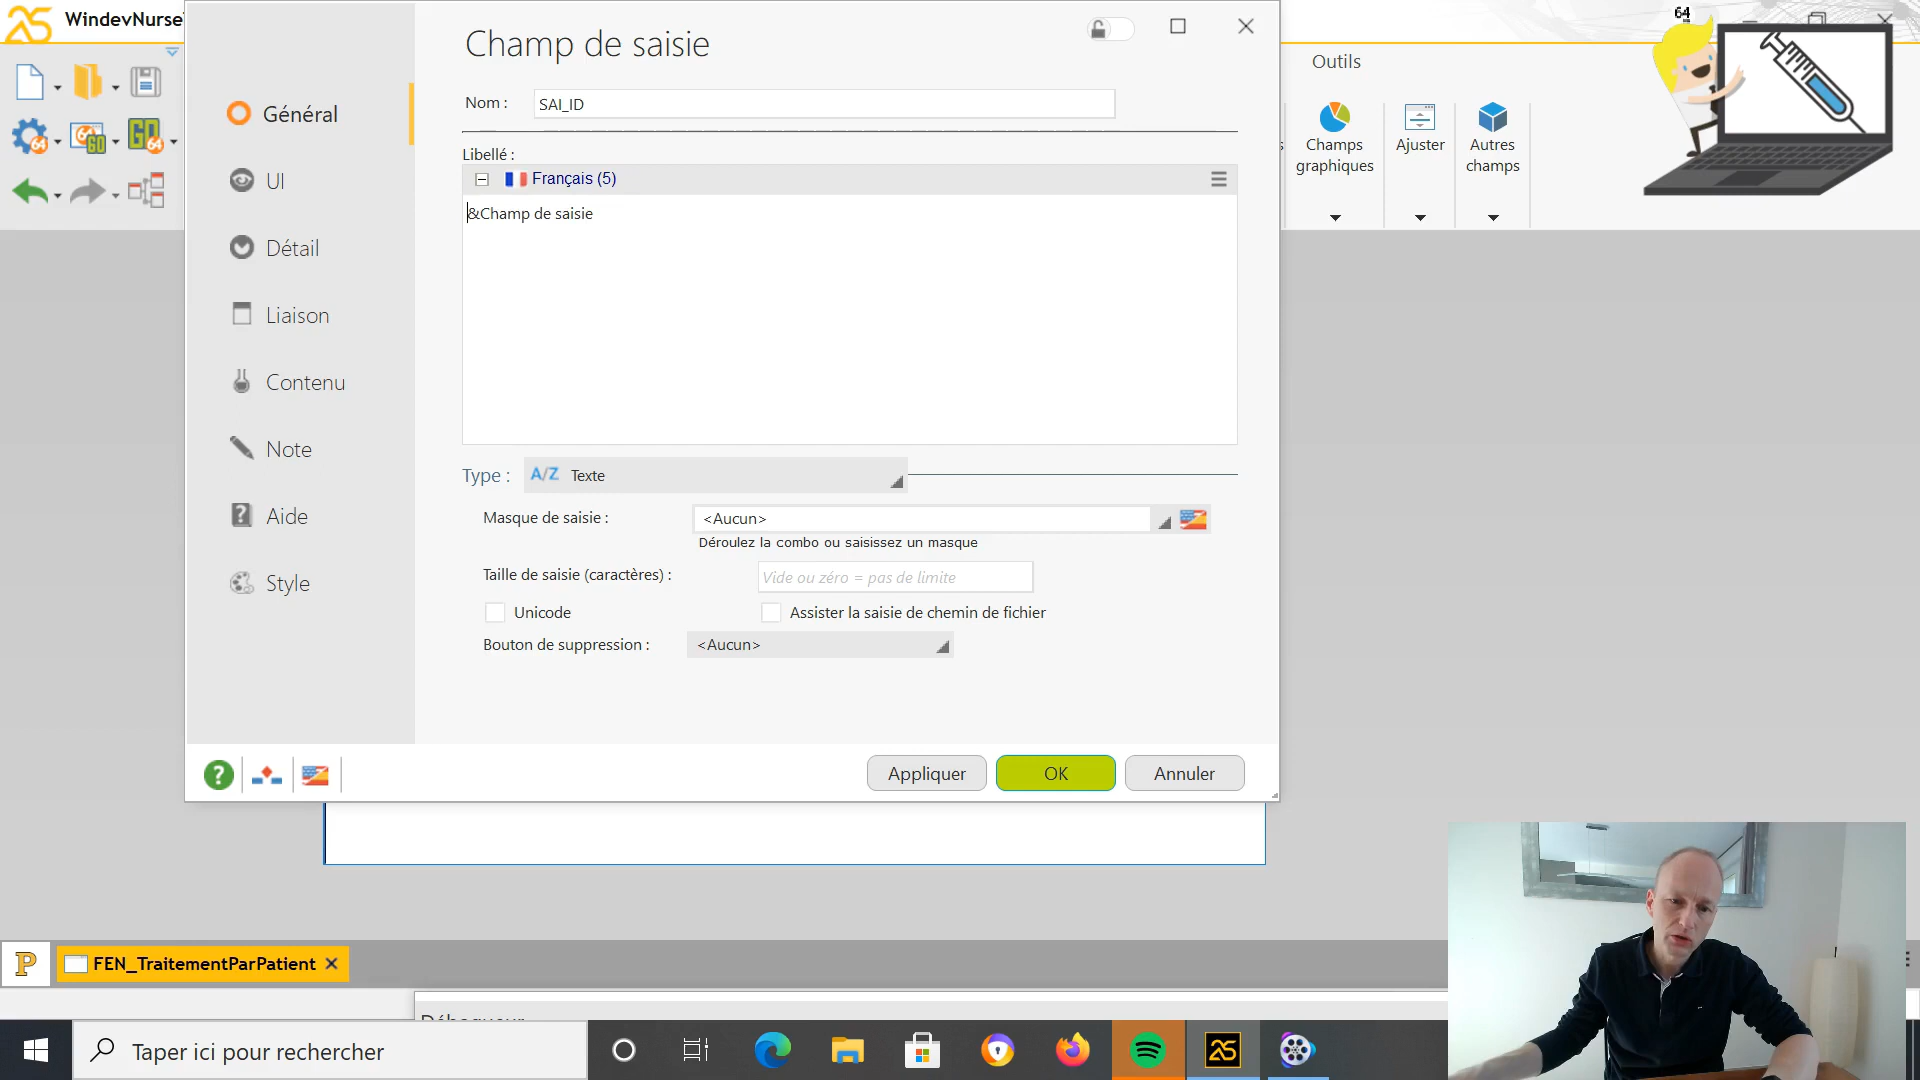 WindevNurse
Champ de saisie
64
Nom :
SAI_ID
Outils
Général
Libellé :
Français (5)
Champs
graphiques
Ajuster
Autres
champs
UI
&Champ de saisie
Détail
Liaison
Contenu
Note
Type :
A/Z Texte
Masque de saisie :
<Aucun>
Déroulez la combo ou saisissez un masque
Aide
Taille de saisie (caractères) :
Vide ou zéro = pas de limite
Style
Unicode
Assister la saisie de chemin de fichier
Bouton de suppression :
<Aucun>
?
Appliquer
OK
Annuler
P
FEN_TraitementParPatient
Taper ici pour rechercher
25